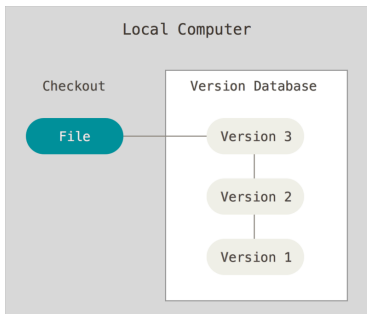 Local Computer
Checkout
Version Database
File
Version 3
Version 2
Version 1